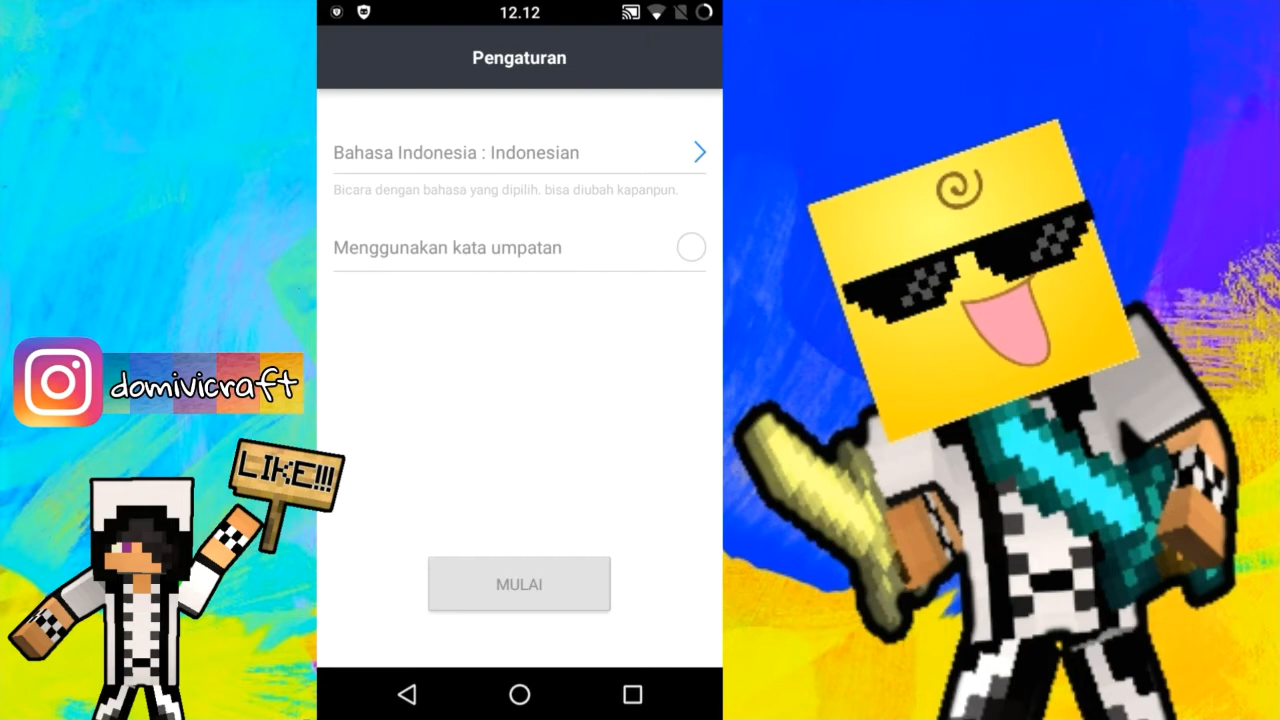 12.12
Pengaturan
Bahasa Indonesia : Indonesian
Bicara dengan bahasa yang dipilih. bisa diubah kapanpun.
Menggunakan kata umpatan
domivicraft
LIKE!!!
MULAI